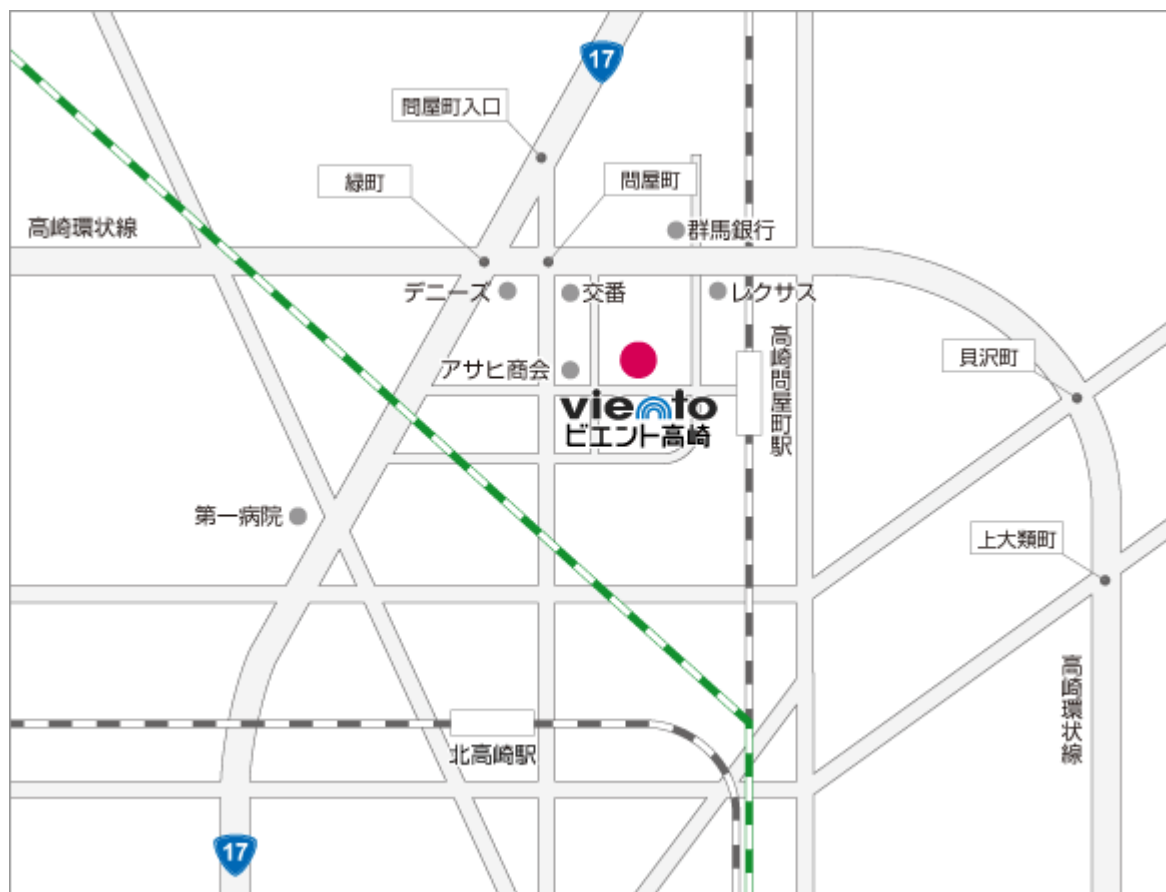 17
問屋町入口
緑町
問屋町
高崎環状線
群馬銀行
デニーズ
交番
レクサス
高崎問屋町駅
貝沢町
アサヒ商会
viento
ビエント高崎
第一病院
上大類町
高崎環状線
北高崎駅
17